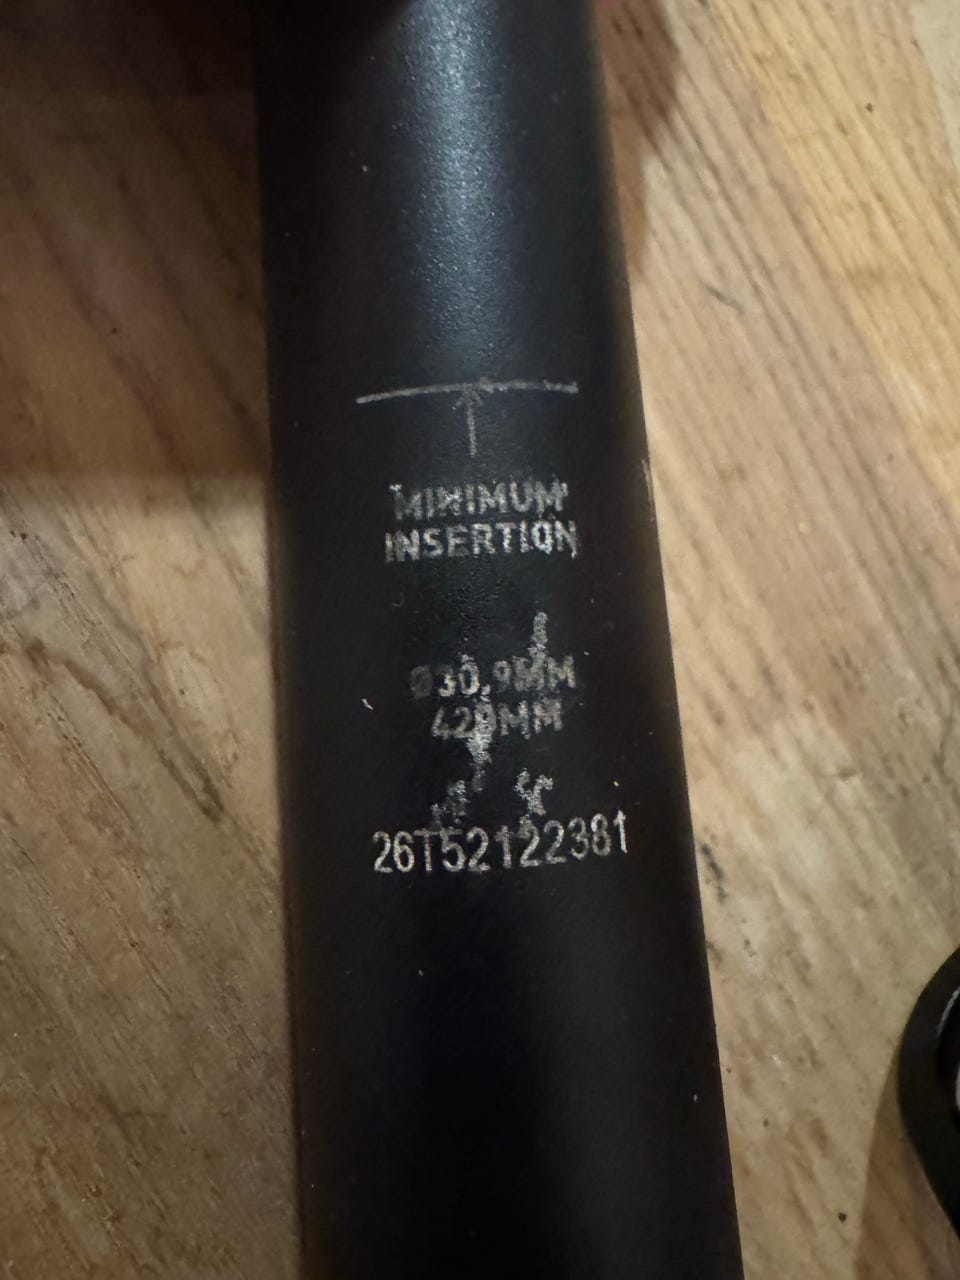 MINIMUM
INSERTION
Ø30.9MM
420MM
26T52122381